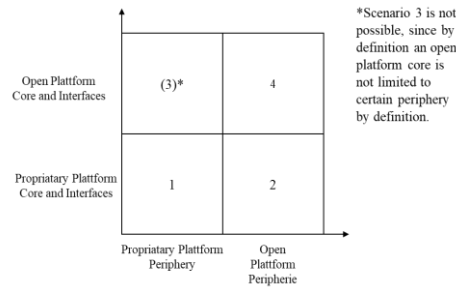 *Scenario 3 is not
possible, since by
definition an open
platform core is
not limited to
certain periphery
by definition.
Open Plattform
Core and Interfaces
(3)*
4
Propriatary Plattform
Core and Interfaces
1
2
Propriatary Plattform
Periphery
Open
Plattform
Peripherie